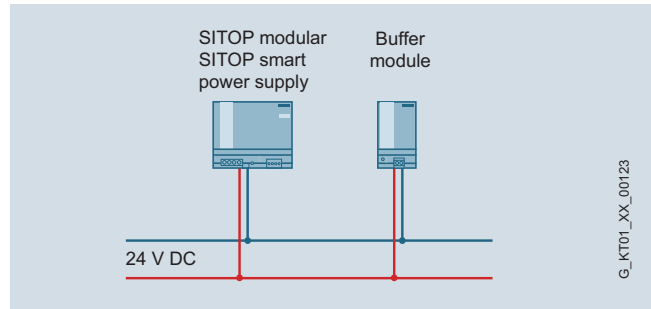 SITOP modular
SITOP smart
power supply
Buffer
module
24 V DC
G_KT01_XX_00123